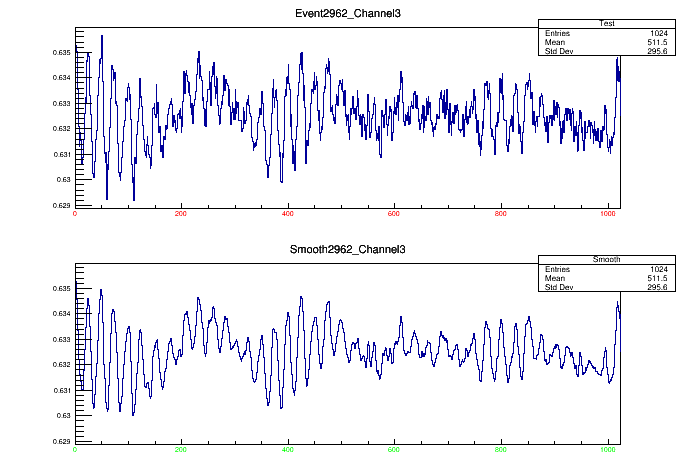 Event2962_Channel3
Test
Entries 1024
Mean 511.5
Std Dev 295.6
0.635
0.634
0.633
0.632
0.631
0.63
0.629
0 200 400 600 800 1000
Smooth2962_Channel3
Smooth
Entries 1024
Mean 511.5
Std Dev 295.6
0.635
0.634
0.633
0.632
0.631
0.63
0.629
0 200 400 600 800 1000